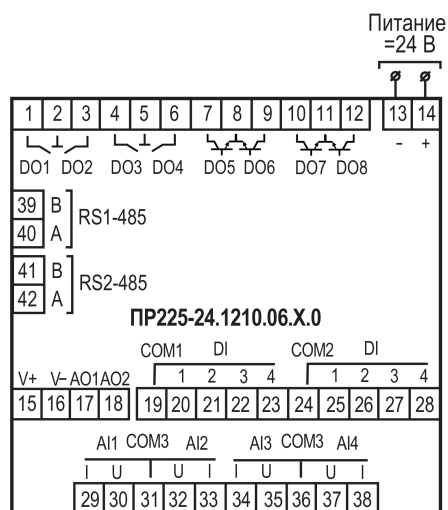 Питание
=24 В
1 2 3 4 5 6 7 8 9 10 11 12 13 14
– +
DO1 DO2 DO3 DO4 DO5 DO6 DO7 DO8
39 B
40 A
RS1-485
41 B
42 A
RS2-485
ПР225-24.1210.06.Х.0
COM1 DI COM2 DI
V+ V– AO1 AO2 1 2 3 4 1 2 3 4
15 16 17 18 19 20 21 22 23 24 25 26 27 28
AI1 COM3 AI2 AI3 COM3 AI4
I U U I I U U I
29 30 31 32 33 34 35 36 37 38